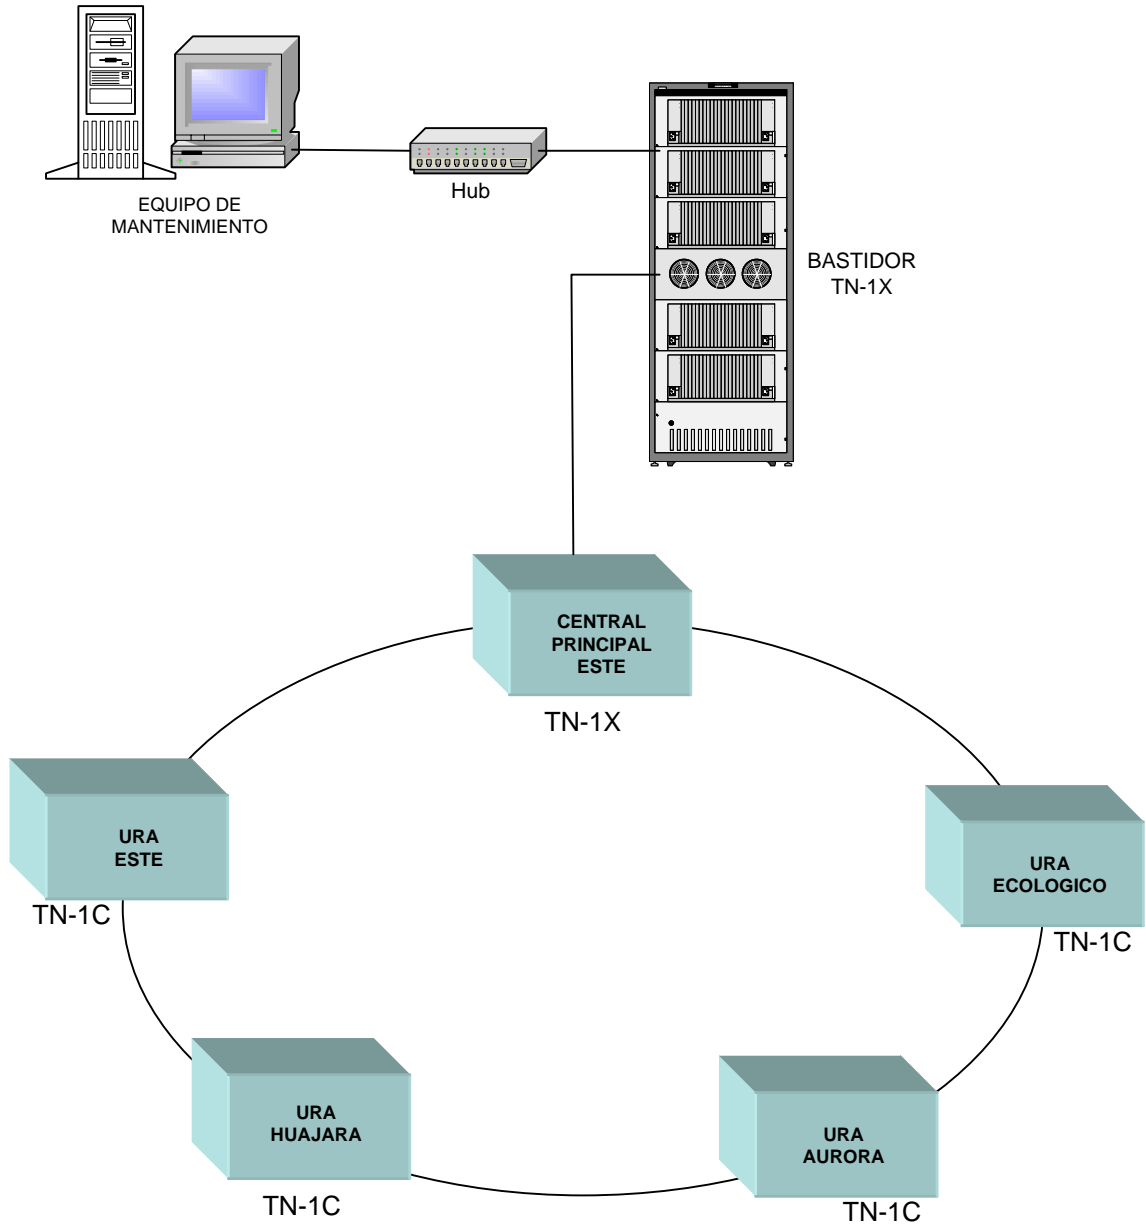 EQUIPO DE
MANTENIMIENTO
Hub
BASTIDOR
TN-1X
CENTRAL
PRINCIPAL
ESTE
TN-1X
URA
ESTE
TN-1C
URA
ECOLOGICO
TN-1C
URA
HUAJARA
TN-1C
URA
AURORA
TN-1C